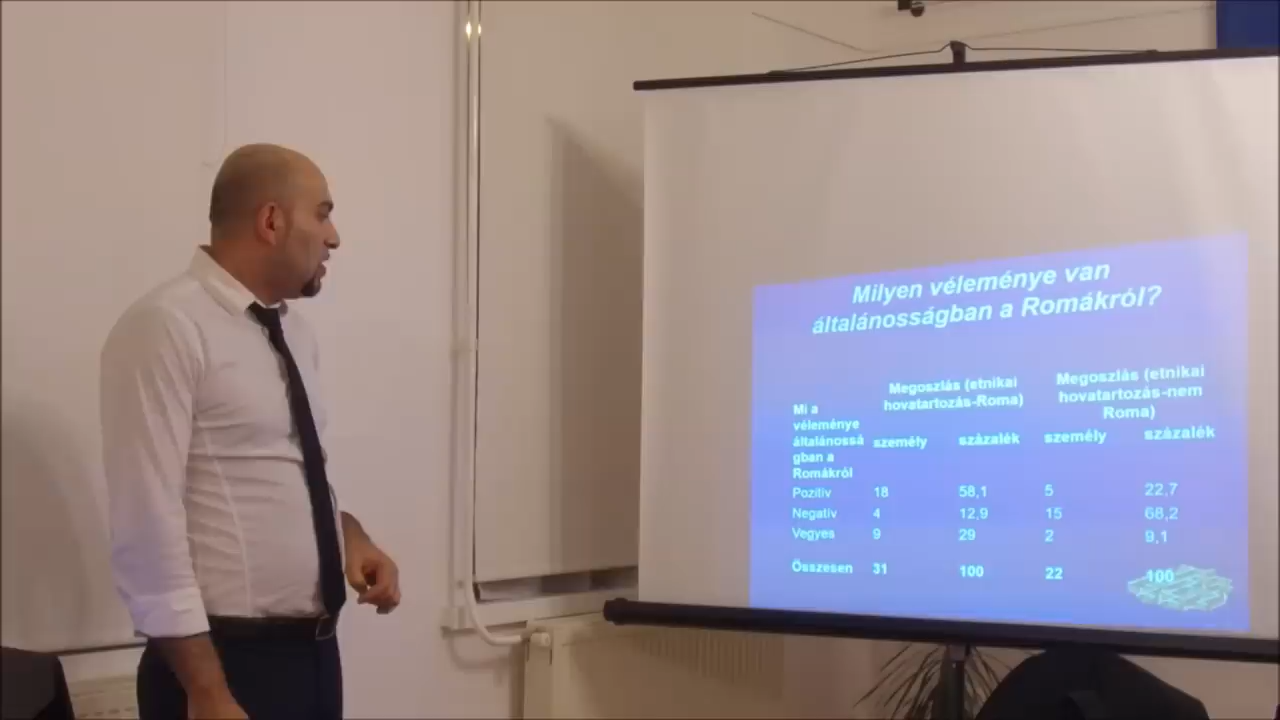 Milyen véleménye van
általánosságban a Romákról?
Mi a
véleménye
általánossá
gban a
Romákról
Megoszlás (etnikai
hovatartozás-Roma)
Megoszlás (etnikai
hovatartozás-nem
Roma)
személy százalék személy százalék
Pozitív 18 58,1 5 22,7
Negatív 4 12,9 15 68,2
Vegyes 9 29 2 9,1
Összesen 31 100 22 100